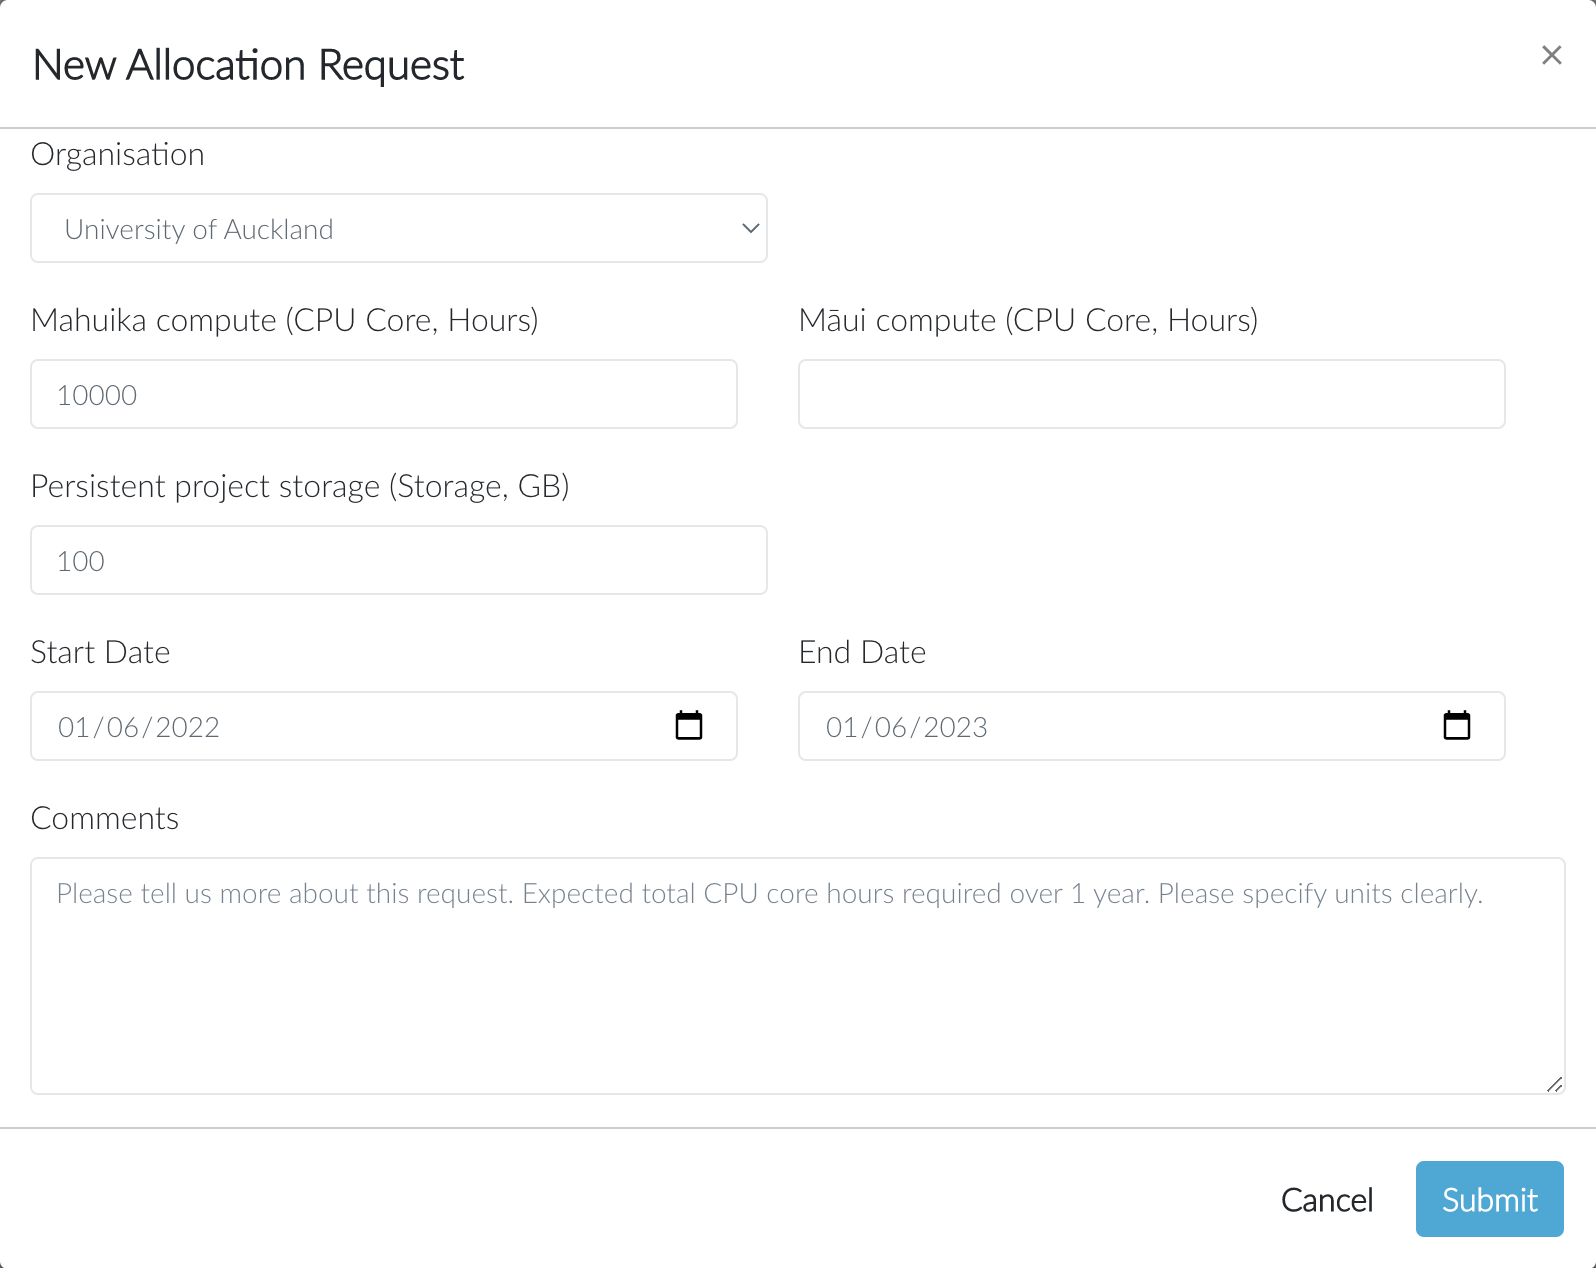 New Allocation Request
Organisation
University of Auckland
Mahuika compute (CPU Core, Hours)
Māui compute (CPU Core, Hours)
10000
Persistent project storage (Storage, GB)
100
Start Date
End Date
01/06/2022
01/06/2023
Comments
Please tell us more about this request. Expected total CPU core hours required over 1 year. Please specify units clearly.
Cancel
Submit